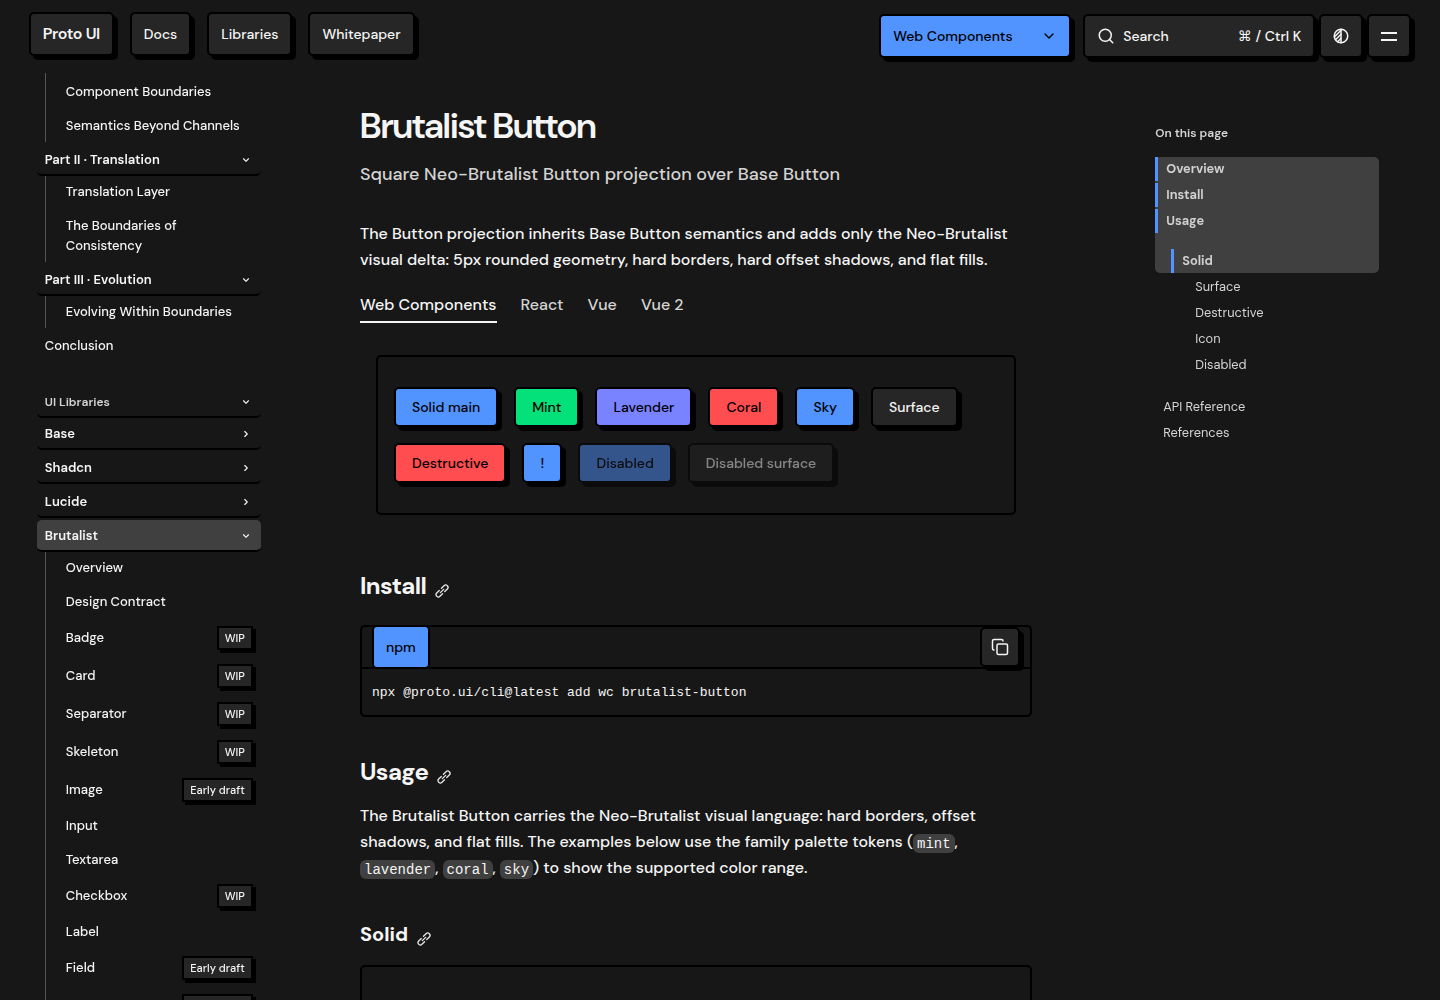 Proto UI
Docs
Libraries
Whitepaper
Web Components
Search
⌘ / Ctrl K
Component Boundaries
Semantics Beyond Channels
Part II · Translation
Translation Layer
The Boundaries of
Consistency
Part III · Evolution
Evolving Within Boundaries
Conclusion
UI Libraries
Base
Shadcn
Lucide
Brutalist
Overview
Design Contract
Badge WIP
Card WIP
Separator WIP
Skeleton WIP
Image Early draft
Input
Textarea
Checkbox WIP
Label
Field Early draft
Brutalist Button
Square Neo-Brutalist Button projection over Base Button
The Button projection inherits Base Button semantics and adds only the Neo-Brutalist
visual delta: 5px rounded geometry, hard borders, hard offset shadows, and flat fills.
Web Components React Vue Vue 2
Solid main Mint Lavender Coral Sky Surface
Destructive ! Disabled Disabled surface
Install
npm
npx @proto.ui/cli@latest add wc brutalist-button
Usage
The Brutalist Button carries the Neo-Brutalist visual language: hard borders, offset
shadows, and flat fills. The examples below use the family palette tokens (mint,
lavender, coral, sky) to show the supported color range.
Solid
On this page
Overview
Install
Usage
Solid
Surface
Destructive
Icon
Disabled
API Reference
References